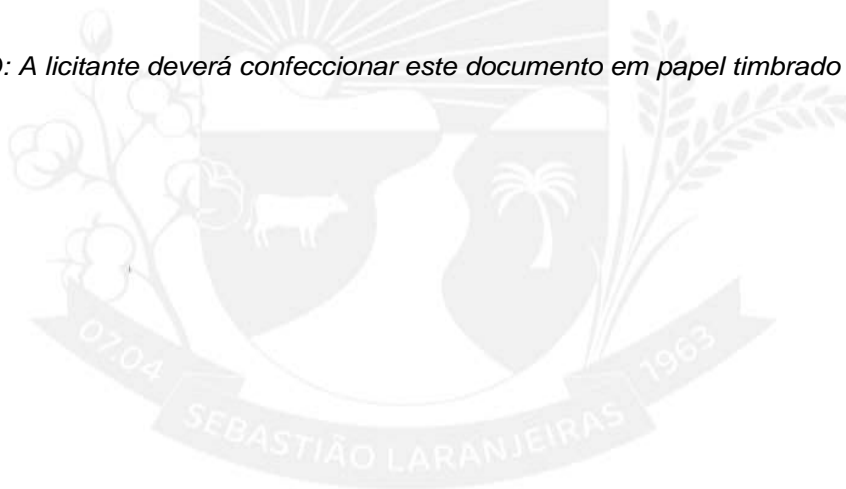 : A licitante deverá confeccionar este documento em papel timbrado
07.04
1963
SEBASTIÃO LARANJEIRAS